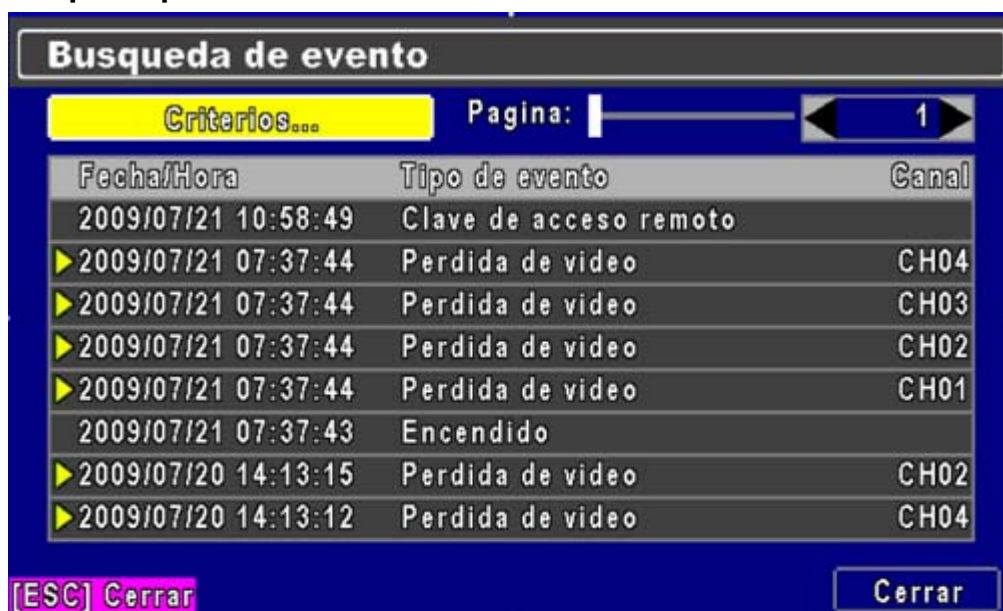 Busqueda de evento
Criterios... Pagina: 1
Fecha/Hora Tipo de evento Canal
2009/07/21 10:58:49 Clave de acceso remoto
2009/07/21 07:37:44 Perdida de video CH04
2009/07/21 07:37:44 Perdida de video CH03
2009/07/21 07:37:44 Perdida de video CH02
2009/07/21 07:37:44 Perdida de video CH01
2009/07/21 07:37:43 Encendido
2009/07/20 14:13:15 Perdida de video CH02
2009/07/20 14:13:12 Perdida de video CH04
[ESC] Cerrar Cerrar